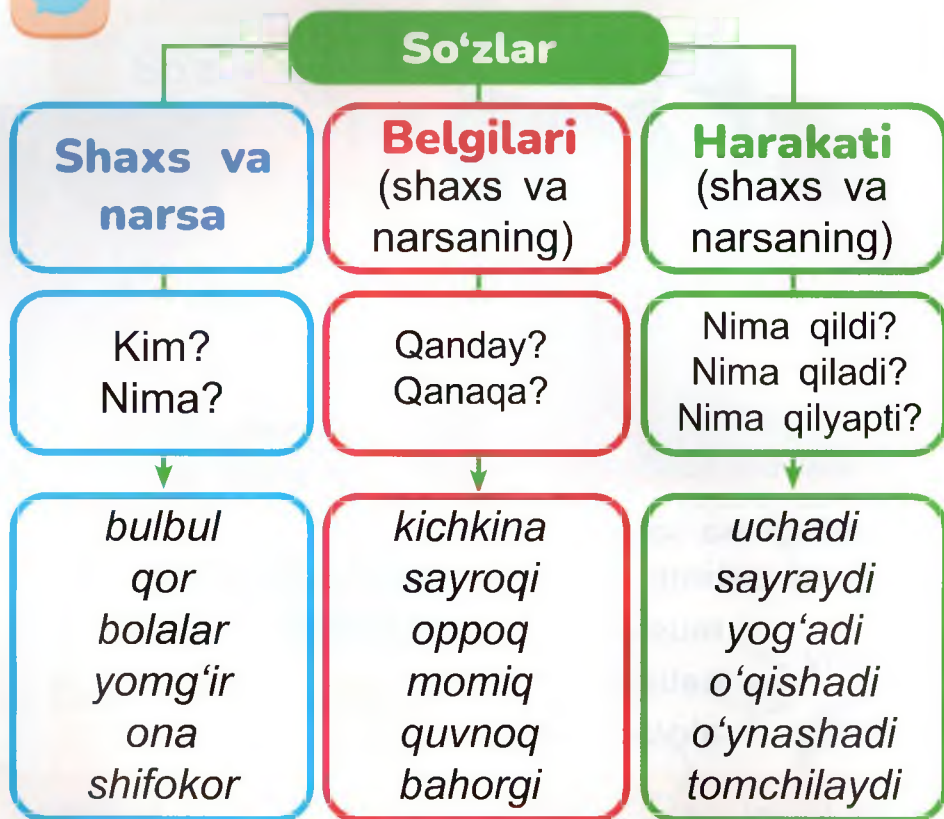 So‘zlar
Shaxs va
narsa
Belgilari
(shaxs va
narsaning)
Harakati
(shaxs va
narsaning)
Kim?
Nima?
Qanday?
Qanaqa?
Nima qildi?
Nima qiladi?
Nima qilyapti?
bulbul
qor
bolalar
yomg‘ir
ona
shifokor
kichkina
sayroqi
oppoq
momiq
quvnoq
bahorgi
uchadi
sayraydi
yog‘adi
o‘qishadi
o‘ynashadi
tomchilaydi